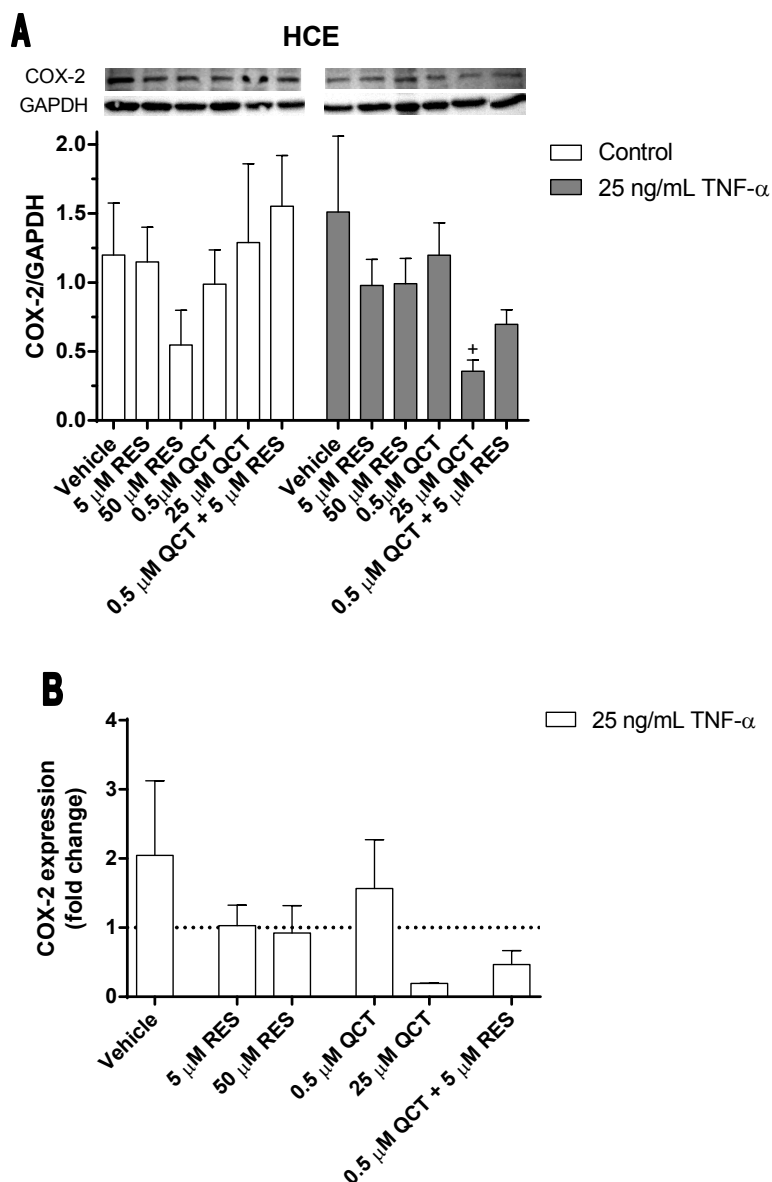 A
HCE
COX-2
GAPDH
Control
25 ng/mL TNF-α
COX-2/GAPDH
2.0
1.5
1.0
0.5
0.0
+
Vehicle
5 μM RES
50 μM RES
0.5μM QCT
25 μM QCT
0.5 μM QCT + 5 μM RES
Vehicle
5 μM RES
50 μM RES
0.5μM QCT
25 μM QCT
0.5 μM QCT + 5 μM RES
B
25 ng/mL TNF-α
COX-2 expression
(fold change)
4
3
2
1
0
Vehicle
5 μM RES
50 μM RES
0.5 μM QCT
25 μM QCT
0.5 μM QCT + 5 μM RES